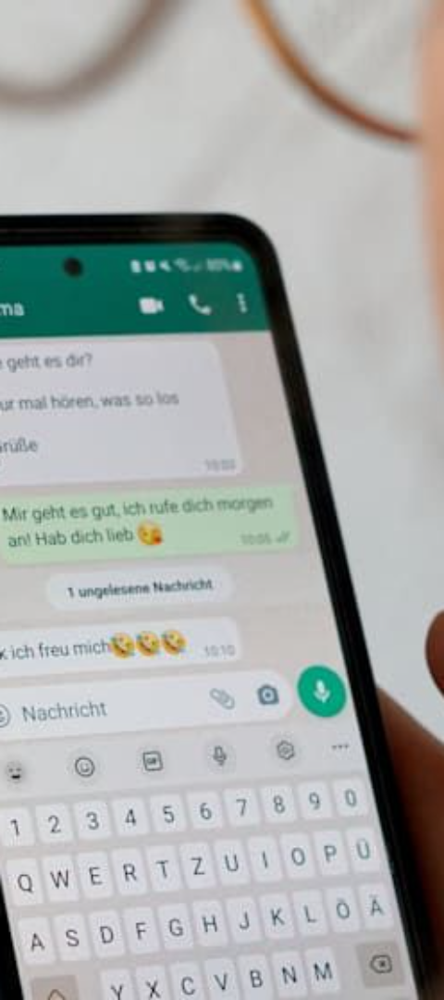 ma
geht es dir?
ur mal hören, was so los
rüße
10:03
Mir geht es gut, ich rufe dich morgen
an! Hab dich lieb 😘
10:05
1 ungelesene Nachricht
k ich freu mich🤣🤣🤣
10:10
Nachricht
GIF
1 2 3 4 5 6 7 8 9 0
Q W E R T Z U I O P Ü
A S D F G H J K L Ö Ä
Y X C V B N M